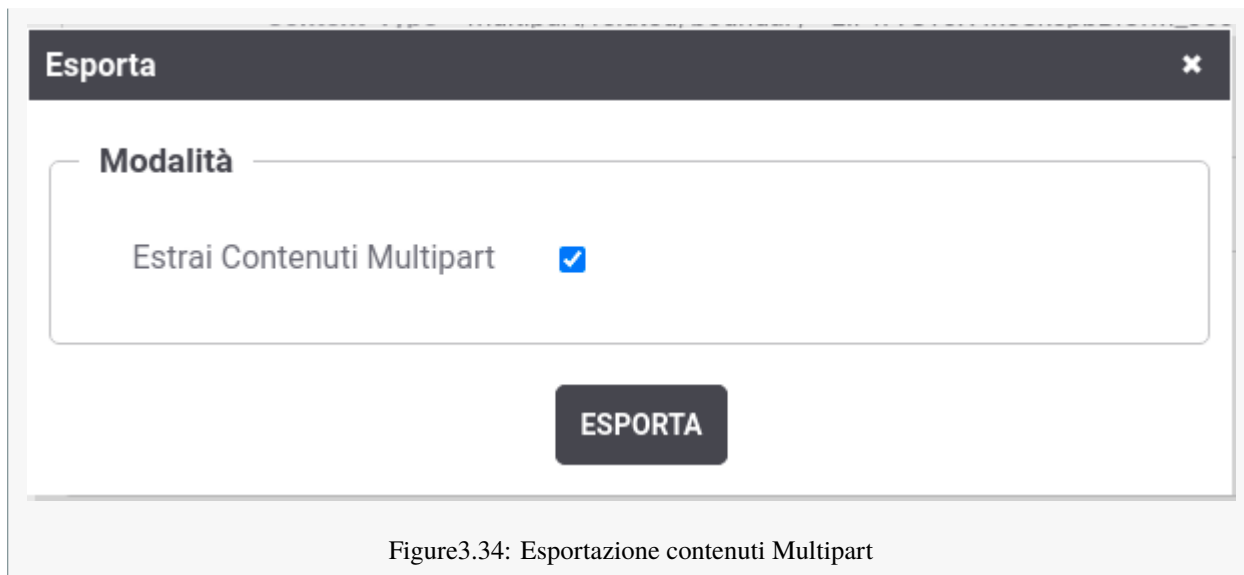 Esporta
Modalità
Estrai Contenuti Multipart
ESPORTA
Figure3.34: Esportazione contenuti Multipart